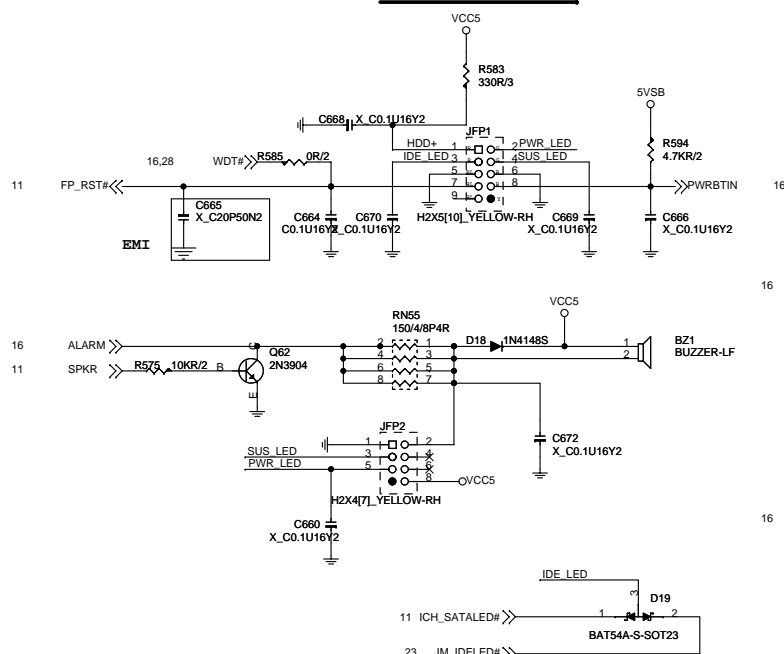 VCC5
R583
330R/3
5VSB
C668 X_C0.1U16Y2
JFP1
R594
4.7KR/2
HDD+ 1 2 PWR_LED
16,28 WDT# R585 0R/2 IDE_LED 3 4 SUS_LED
5 6
11 FP_RST# 7 8 PWRBTIN 16
9
C665
X_C20P50N2
EMI
C664
C0.1U16Y2
C670
X_C0.1U16Y2
H2X5[10]_YELLOW-RH
C669
X_C0.1U16Y2
C666
X_C0.1U16Y2
16
VCC5
RN55
150/4/8P4R
16 ALARM C 2 1 D18 1N4148S 1 BZ1
BUZZER-LF
Q62
2N3904
4 3 2
11 SPKR R575 10KR/2 B 6 5
8 7
E
JFP2
C672
X_C0.1U16Y2
1 2
SUS_LED 3 4
PWR_LED 5 6
8 VCC5
H2X4[7]_YELLOW-RH
C660
X_C0.1U16Y2
16
IDE_LED
3 D19
11 ICH_SATALED# 1 2
BAT54A-S-SOT23
23 JM_IDELED#